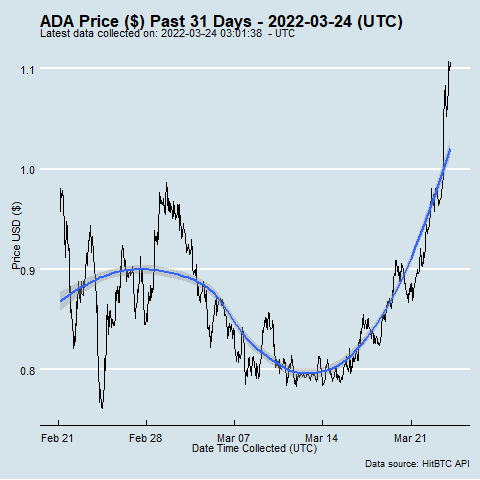 ADA Price ($) Past 31 Days - 2022-03-24 (UTC)
Latest data collected on: 2022-03-24 03:01:38  - UTC
1.1
1.0
0.9
0.8
Price USD ($)
Feb 21 Feb 28 Mar 07 Mar 14 Mar 21
Date Time Collected (UTC)
Data source: HitBTC API